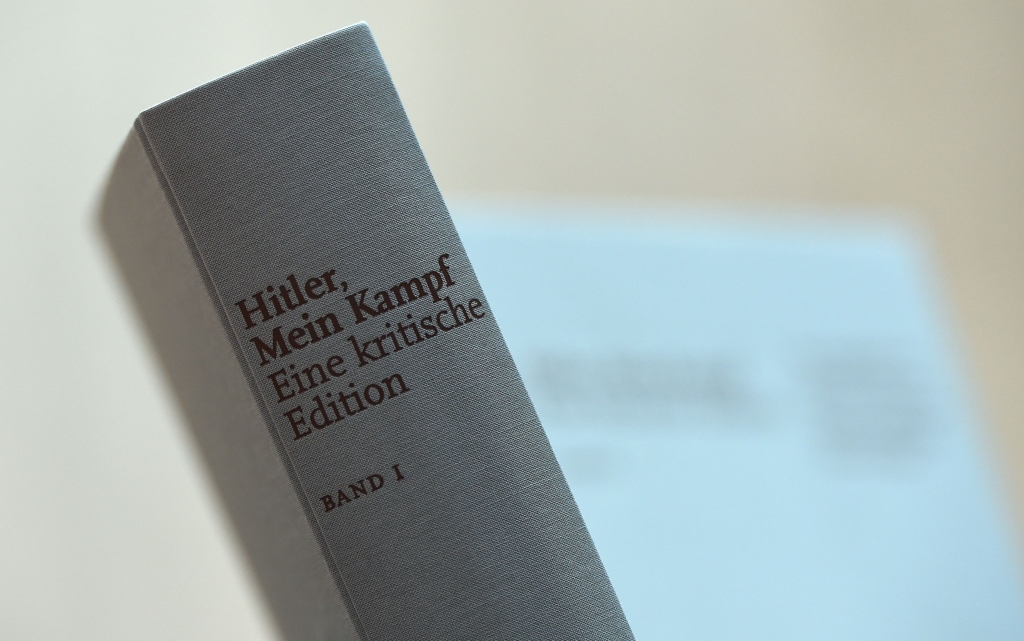 Hitler,
Mein Kampf
Eine kritische
Edition
BAND I